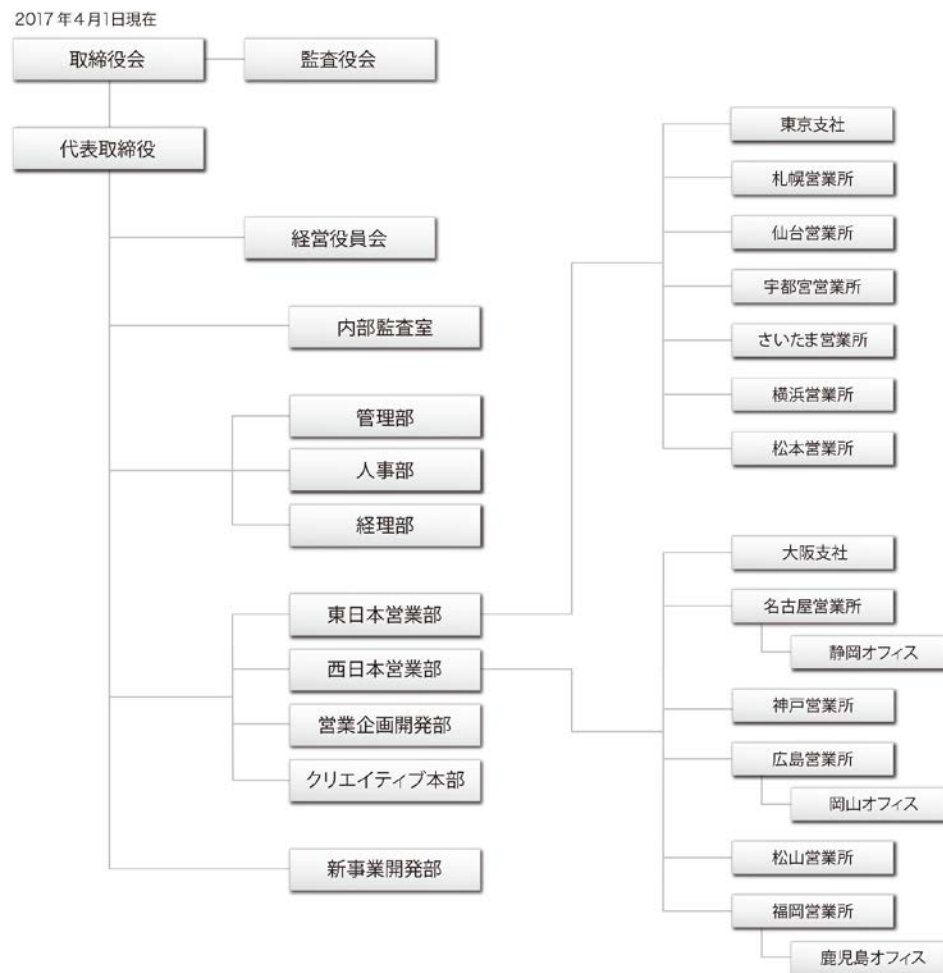 2017年4月1日現在
取締役会
監査役会
代表取締役
経営役員会
内部監査室
管理部
人事部
経理部
東日本営業部
西日本営業部
営業企画開発部
クリエイティブ本部
新事業開発部
東京支社
札幌営業所
仙台営業所
宇都宮営業所
さいたま営業所
横浜営業所
松本営業所
大阪支社
名古屋営業所
静岡オフィス
神戸営業所
広島営業所
岡山オフィス
松山営業所
福岡営業所
鹿児島オフィス